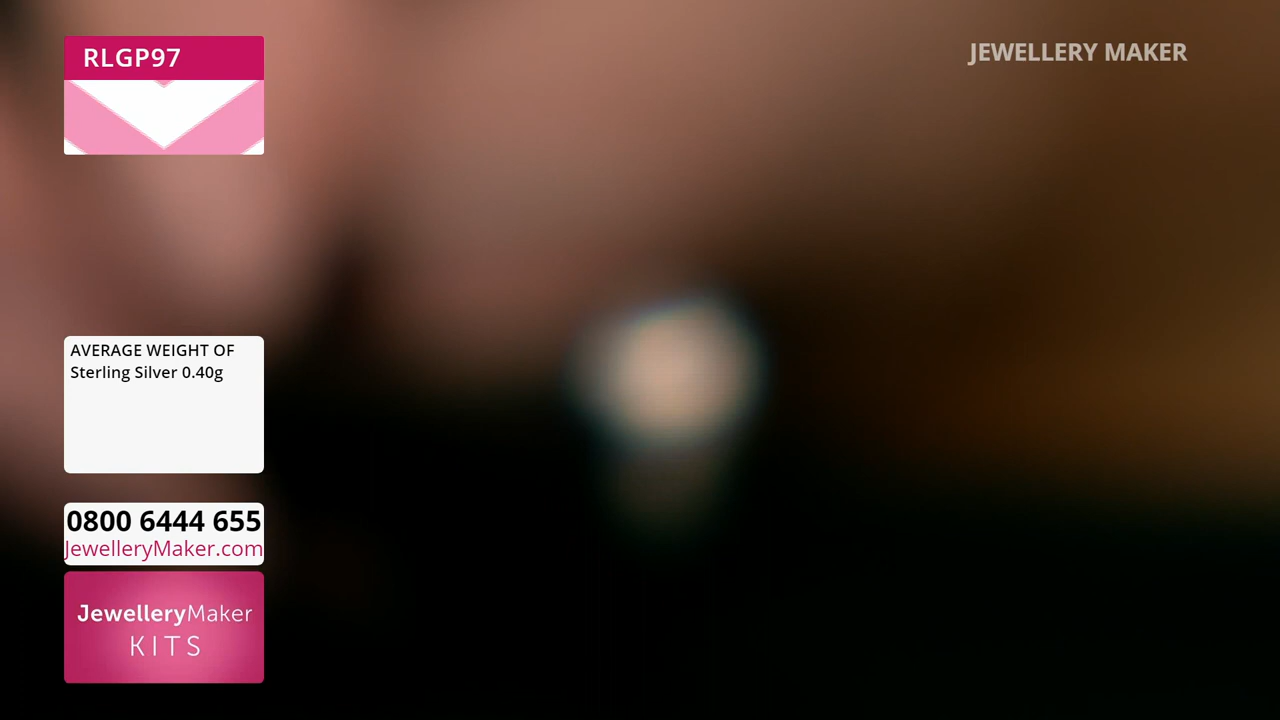 RLGP97
JEWELLERY MAKER
AVERAGE WEIGHT OF
Sterling Silver 0.40g
0800 6444 655
JewelleryMaker.com
JewelleryMaker
KITS